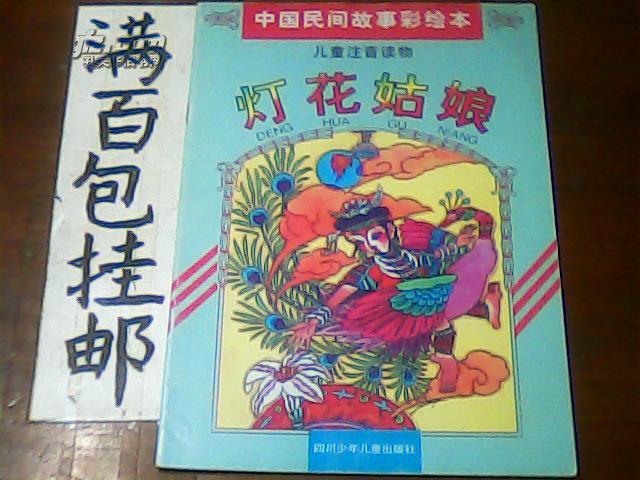 满百包挂邮
中国民间故事彩绘本
儿童注音读物
灯花姑娘
DENG HUA GU NIANG
四川少年儿童出版社